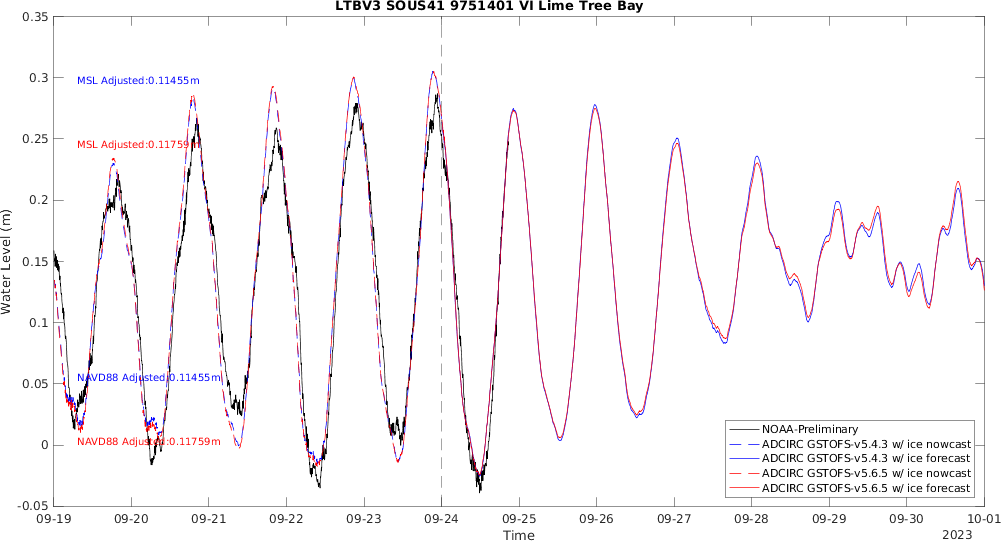 LTBV3 SOUS41 9751401 VI Lime Tree Bay
0.35
0.3
0.25
0.2
0.15
0.1
0.05
0
-0.05
Water Level (m)
MSL Adjusted:0.11455m
MSL Adjusted:0.11759m
NAVD88 Adjusted:0.11455m
NAVD88 Adjusted:0.11759m
NOAA-Preliminary
ADCIRC GSTOFS-v5.4.3 w/ ice nowcast
ADCIRC GSTOFS-v5.4.3 w/ ice forecast
ADCIRC GSTOFS-v5.6.5 w/ ice nowcast
ADCIRC GSTOFS-v5.6.5 w/ ice forecast
09-19 09-20 09-21 09-22 09-23 09-24 09-25 09-26 09-27 09-28 09-29 09-30 10-01
Time
2023